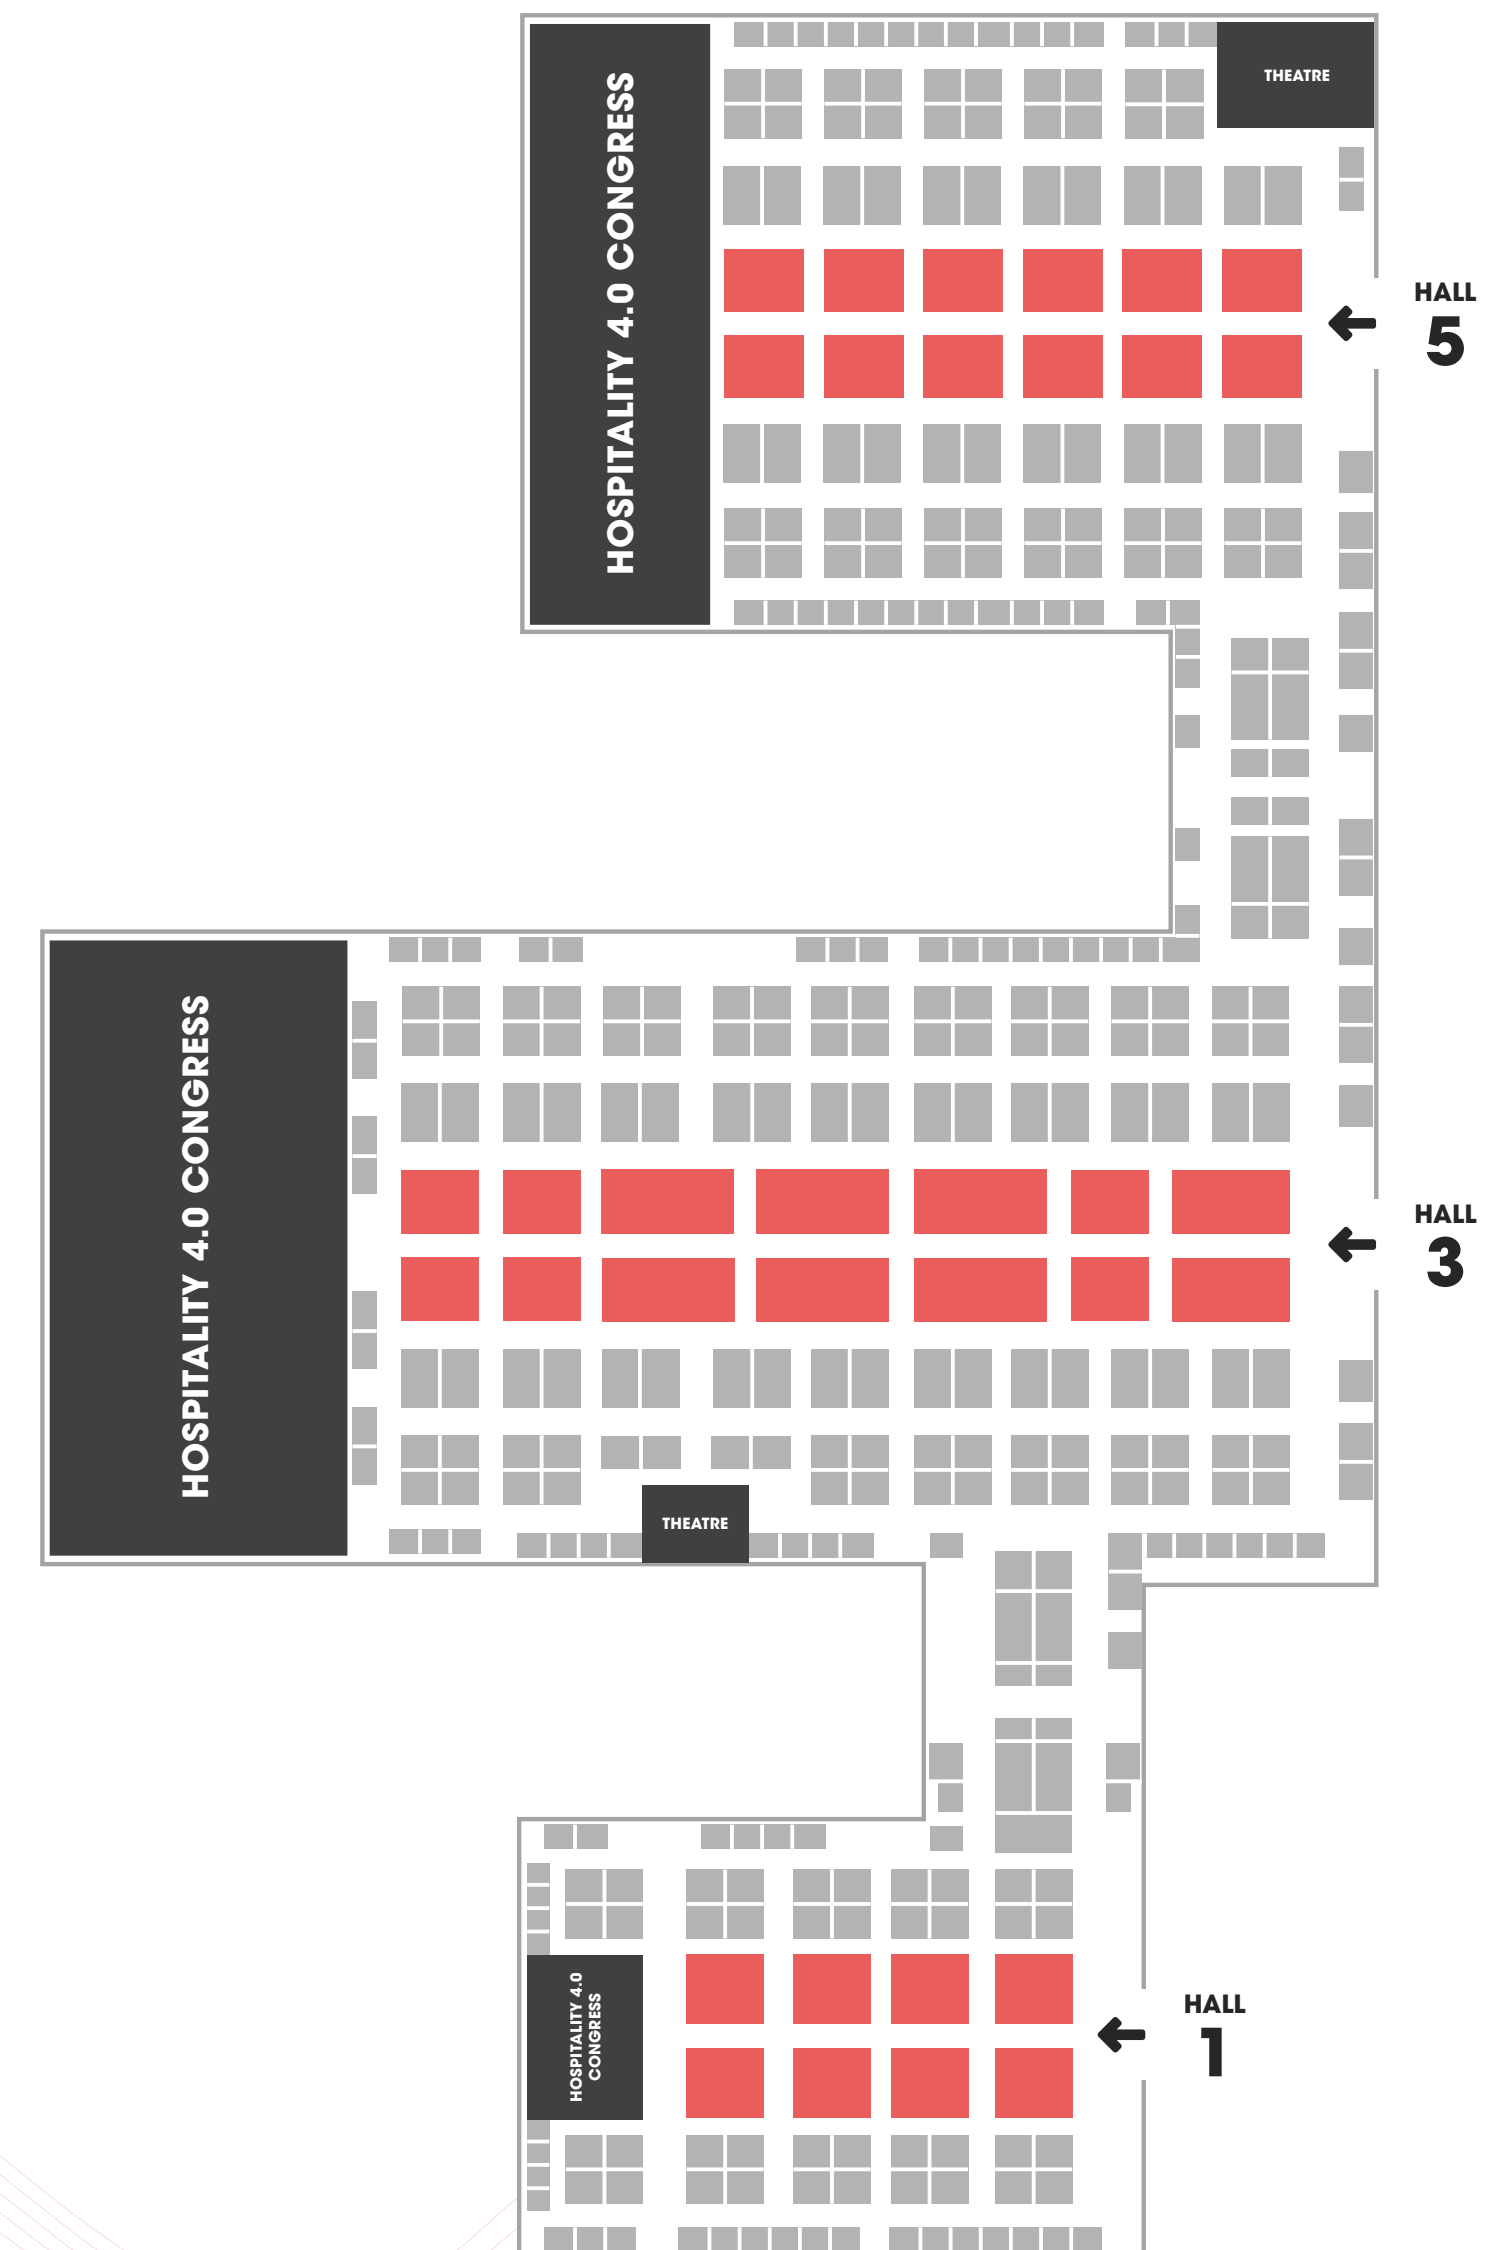 HOSPITALITY 4.0 CONGRESS
THEATRE
HALL
5
HOSPITALITY 4.0 CONGRESS
HALL
3
THEATRE
HOSPITALITY 4.0
CONGRESS
HALL
1